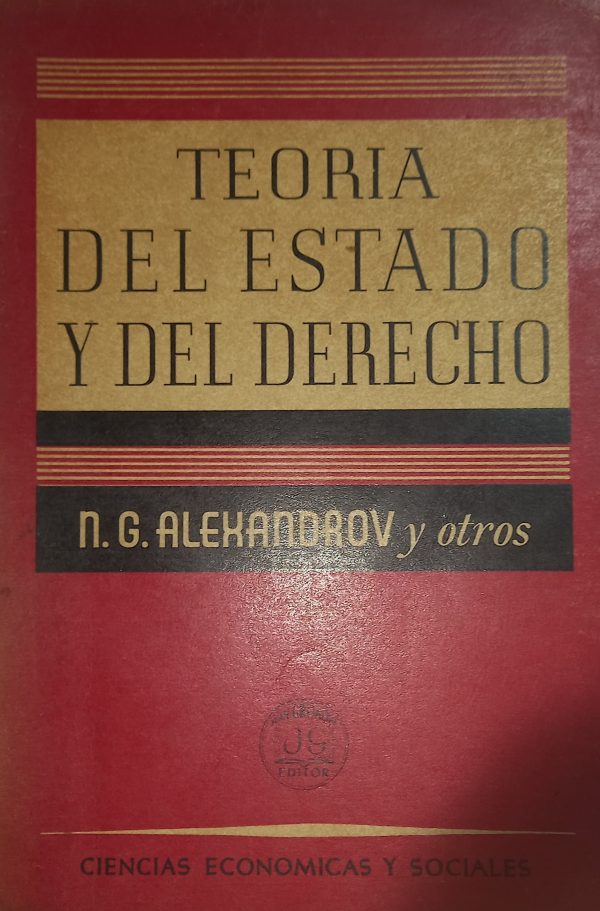 TEORIA
DEL ESTADO
Y DEL DERECHO
N. G. ALEXANDROV y otros
JG
EDITOR
CIENCIAS ECONOMICAS Y SOCIALES